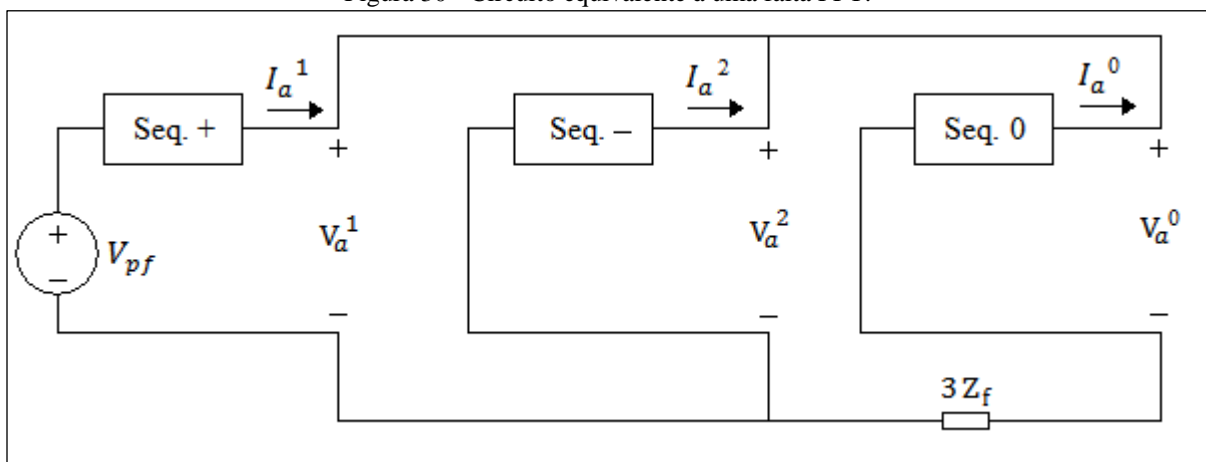 I_a^1
I_a^2
I_a^0
Seq. +
Seq. –
Seq. 0
+
+
+
+
V_pf
–
V_a^1
V_a^2
V_a^0
–
–
–
3 Z_f